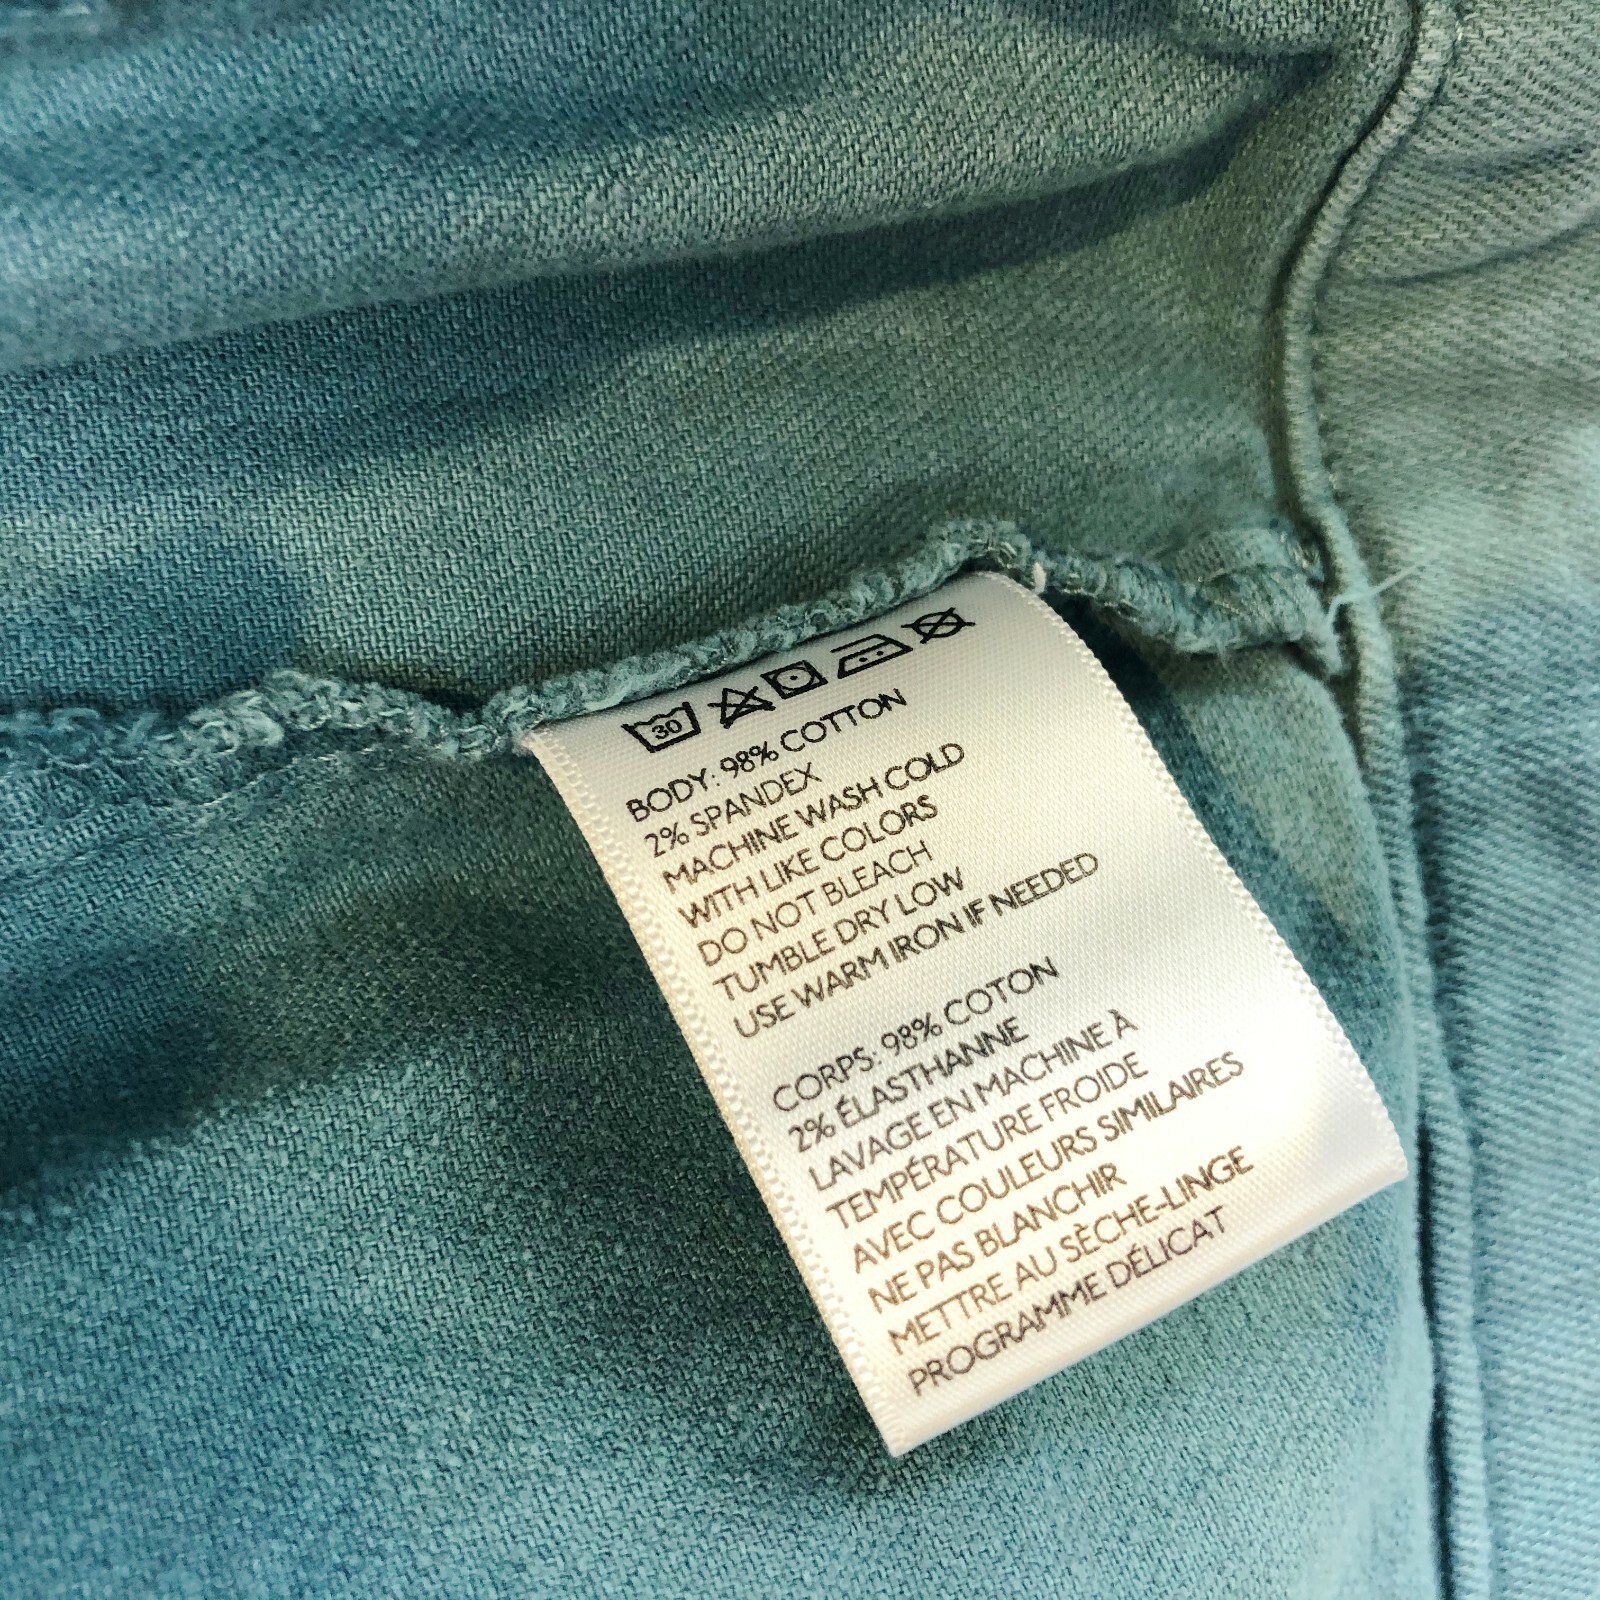 30
BODY: 98% COTTON
2% SPANDEX
MACHINE WASH COLD
WITH LIKE COLORS
DO NOT BLEACH
TUMBLE DRY LOW
USE WARM IRON IF NEEDED
CORPS: 98% COTON
2% ÉLASTHANNE
LAVAGE EN MACHINE À
TEMPÉRATURE FROIDE
AVEC COULEURS SIMILAIRES
NE PAS BLANCHIR
METTRE AU SÈCHE-LINGE
PROGRAMME DÉLICAT